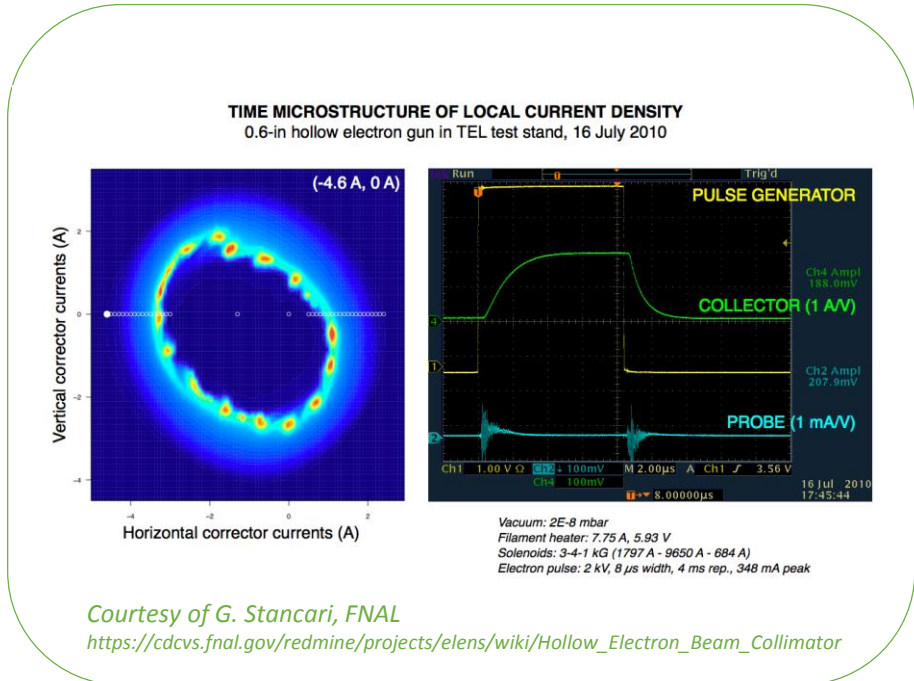 TIME MICROSTRUCTURE OF LOCAL CURRENT DENSITY
0.6-in hollow electron gun in TEL test stand, 16 July 2010
(-4.6 A, 0 A)
Vertical corrector currents (A)
2
0
-2
-4
-4
-2
0
2
Horizontal corrector currents (A)
Run
Trig'd
PULSE GENERATOR
Ch4 Ampl
188.0mV
COLLECTOR (1 A/V)
4
1
Ch2 Ampl
207.9mV
PROBE (1 mA/V)
2
Ch1 1.00 V Ω Ch2 ↓ 100mV M 2.00µs A Ch1 ƒ 3.56 V
Ch4 100mV
T→▼ 8.00000µs
16 Jul 2010
17:45:44
Vacuum: 2E-8 mbar
Filament heater: 7.75 A, 5.93 V
Solenoids: 3-4-1 kG (1797 A - 9650 A - 684 A)
Electron pulse: 2 kV, 8 µs width, 4 ms rep., 348 mA peak
Courtesy of G. Stancari, FNAL
https://cdcvs.fnal.gov/redmine/projects/elens/wiki/Hollow_Electron_Beam_Collimator